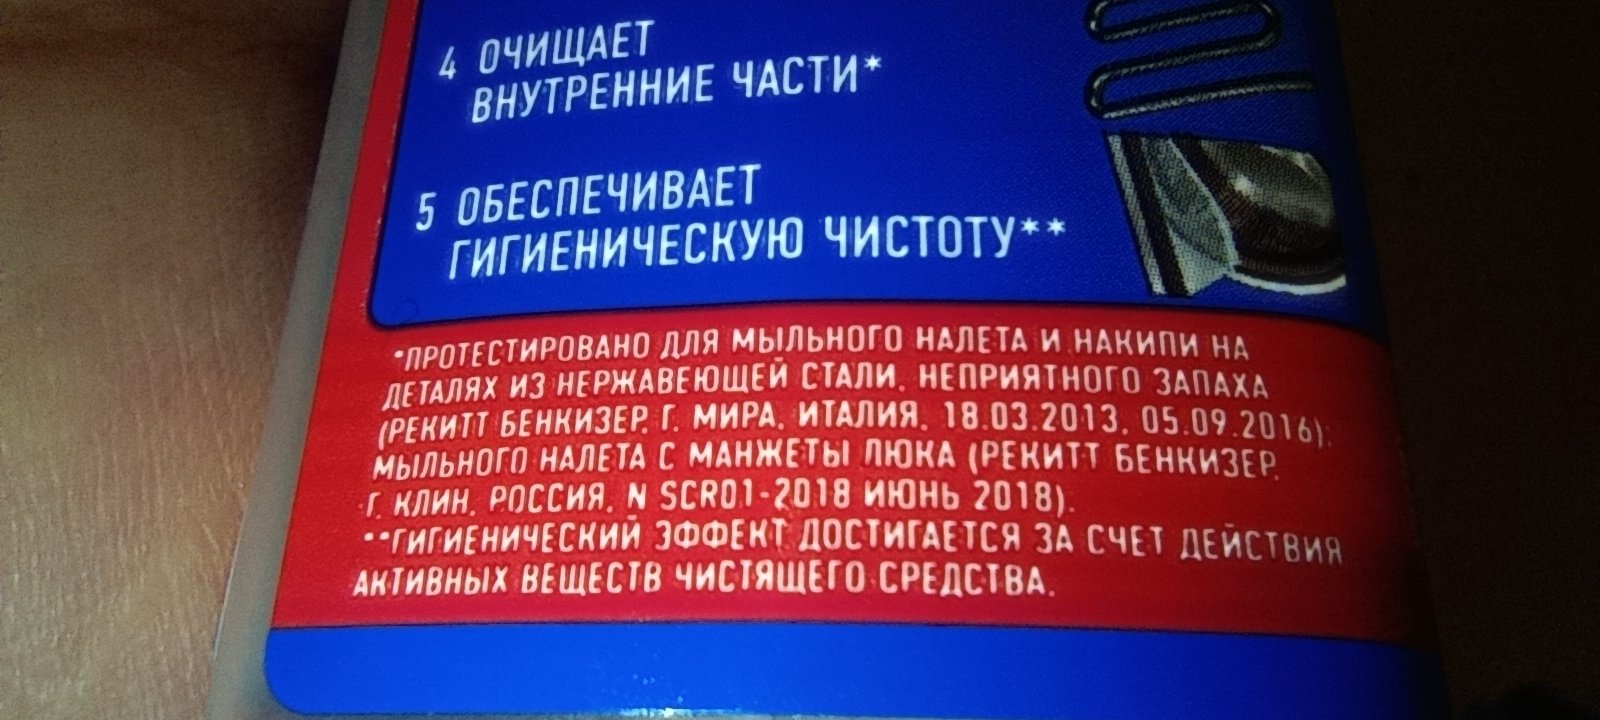 4 ОЧИЩАЕТ
ВНУТРЕННИЕ ЧАСТИ*
5 ОБЕСПЕЧИВАЕТ
ГИГИЕНИЧЕСКУЮ ЧИСТОТУ**
*ПРОТЕСТИРОВАНО ДЛЯ МЫЛЬНОГО НАЛЕТА И НАКИПИ НА
ДЕТАЛЯХ ИЗ НЕРЖАВЕЮЩЕЙ СТАЛИ, НЕПРИЯТНОГО ЗАПАХА
(РЕКИТТ БЕНКИЗЕР, Г. МИРА, ИТАЛИЯ, 18.03.2013, 05.09.2016);
МЫЛЬНОГО НАЛЕТА С МАНЖЕТЫ ЛЮКА (РЕКИТТ БЕНКИЗЕР,
Г. КЛИН, РОССИЯ, N SCR01-2018 ИЮНЬ 2018).
**ГИГИЕНИЧЕСКИЙ ЭФФЕКТ ДОСТИГАЕТСЯ ЗА СЧЕТ ДЕЙСТВИЯ
АКТИВНЫХ ВЕЩЕСТВ ЧИСТЯЩЕГО СРЕДСТВА.